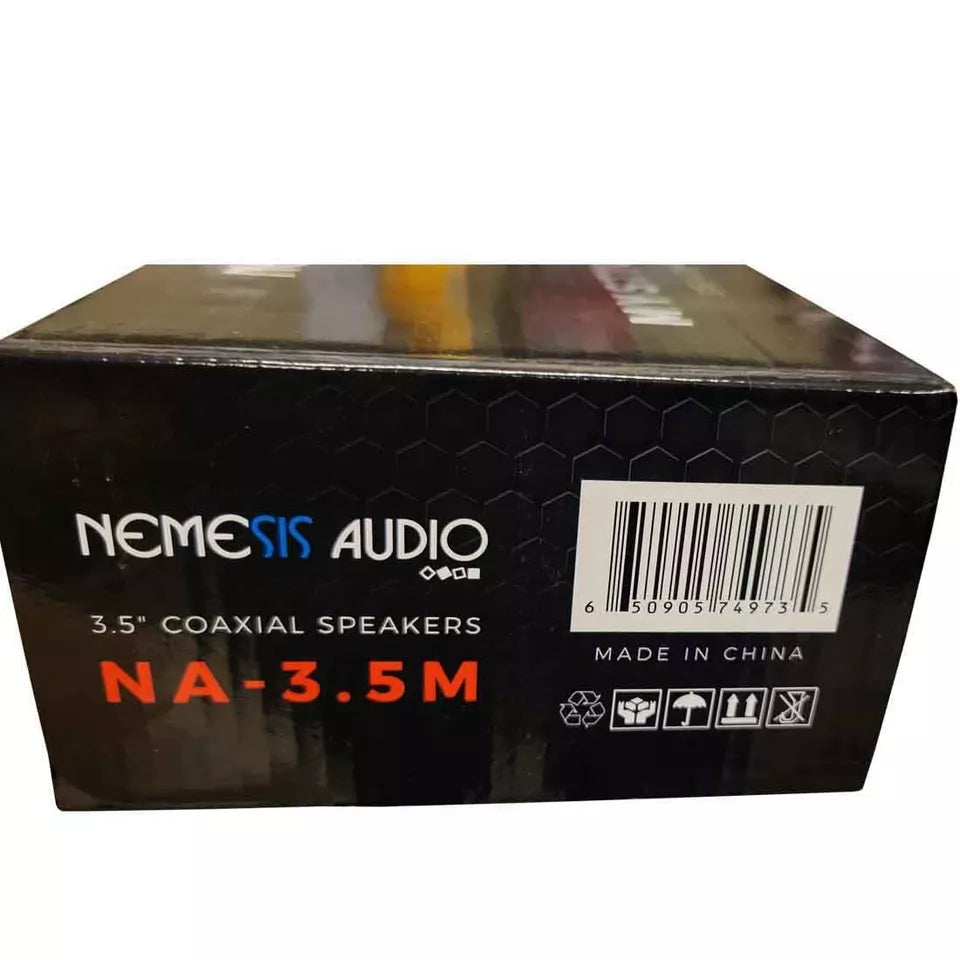 NEMESIS AUDIO
3.5" COAXIAL SPEAKERS
NA-3.5M
6 50905 74973 5
MADE IN CHINA